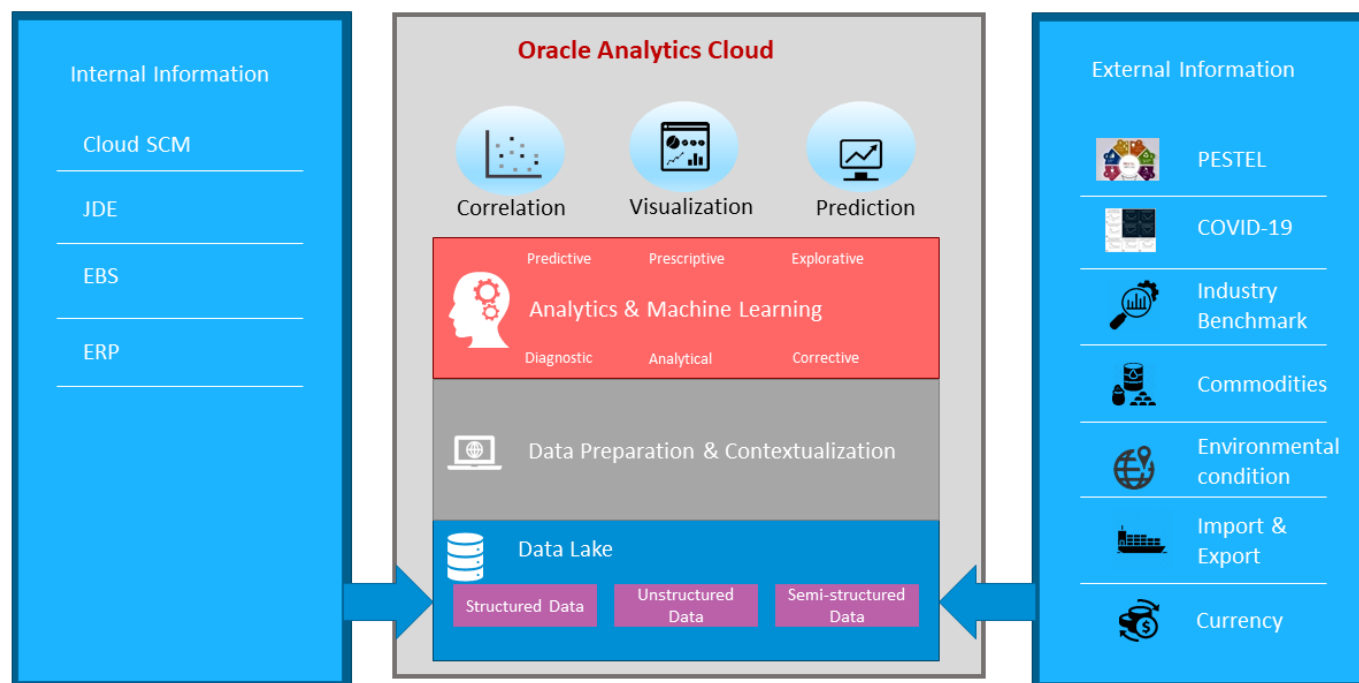 Internal Information
Cloud SCM
JDE
EBS
ERP
Oracle Analytics Cloud
Correlation
Visualization
Prediction
Predictive
Prescriptive
Explorative
Analytics & Machine Learning
Diagnostic
Analytical
Corrective
Data Preparation & Contextualization
Data Lake
Structured Data
Unstructured
Data
Semi-structured
Data
External Information
PESTEL
COVID-19
Industry
Benchmark
Commodities
Environmental
condition
Import &
Export
Currency